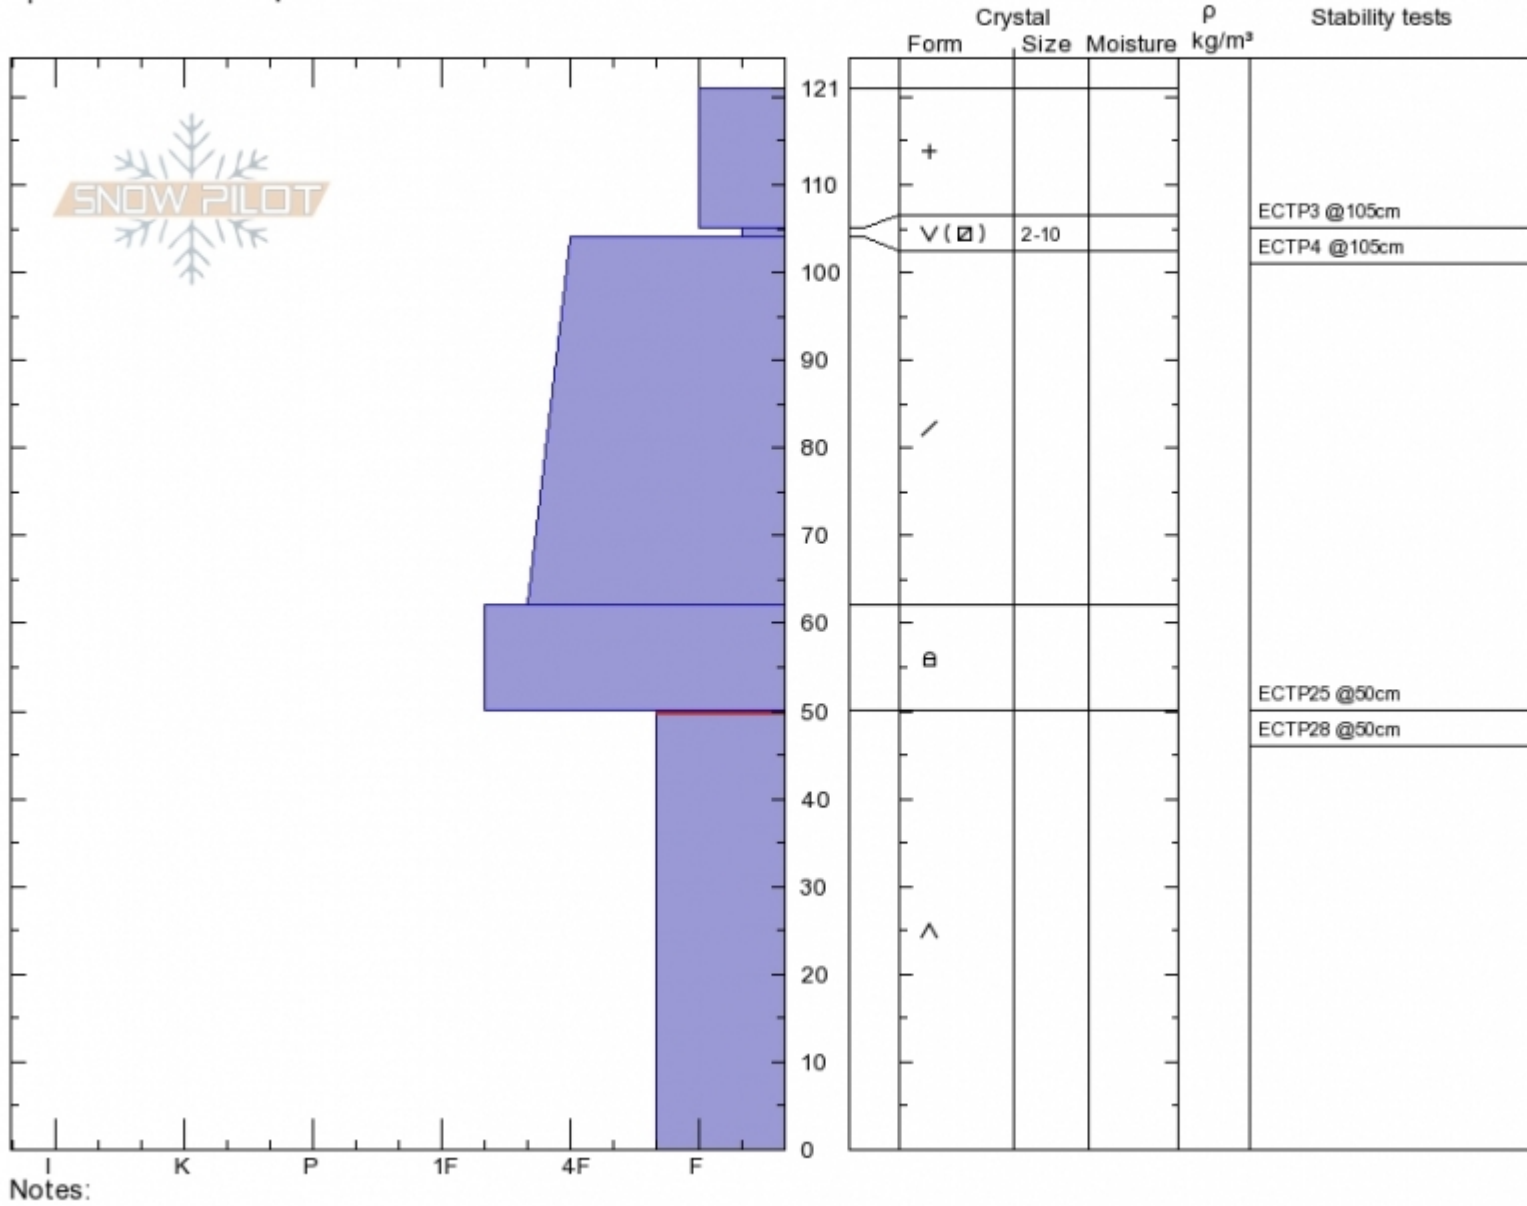 Crystal
ρ
Stability tests
Form
Size
Moisture
kg/m³
SNOW PILOT
121
110
100
90
80
70
60
50
40
30
20
10
0
+
V ( ⧄ )
2-10
/
ʌ
ECTP3 @105cm
ECTP4 @105cm
ECTP25 @50cm
ECTP28 @50cm
I
K
P
1F
4F
F
Notes: